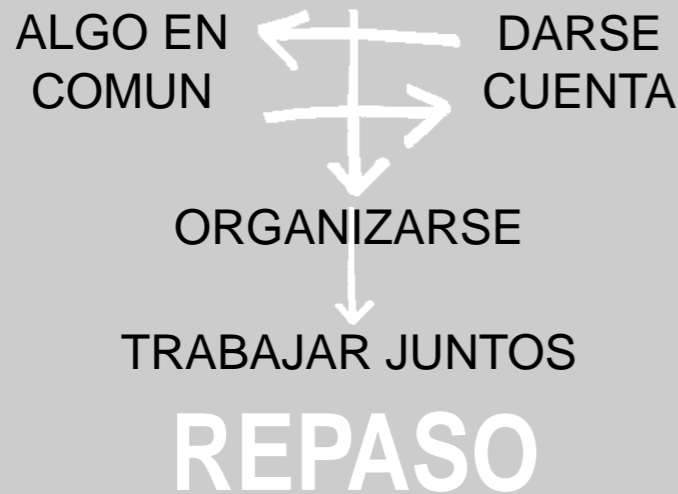 ALGO EN
COMUN
DARSE
CUENTA
ORGANIZARSE
TRABAJAR JUNTOS
REPASO